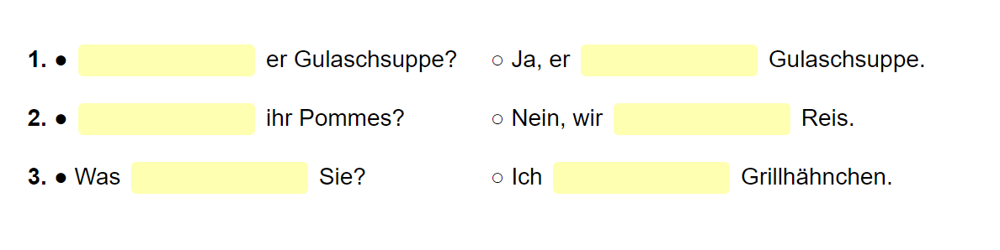 1. ● er Gulaschsuppe? ○ Ja, er Gulaschsuppe.
2. ● ihr Pommes? ○ Nein, wir Reis.
3. ● Was Sie? ○ Ich Grillhähnchen.